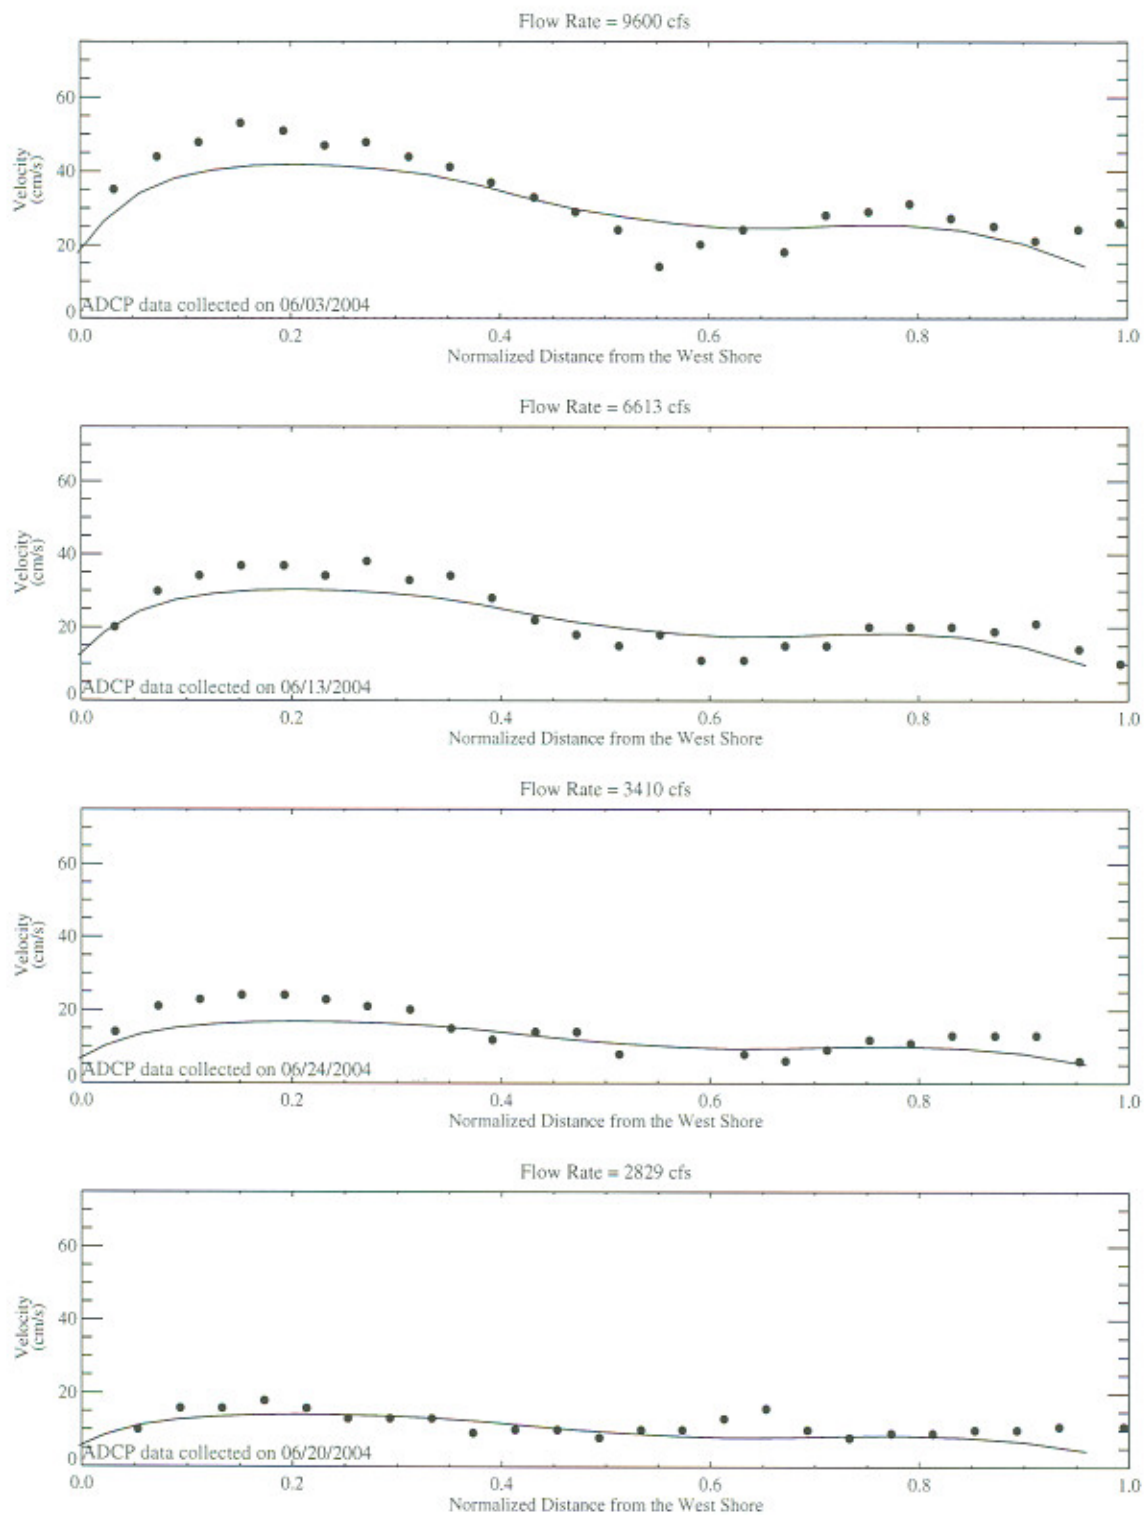 Flow Rate = 9600 cfs
Velocity
(cm/s)
60
40
20
0
ADCP data collected on 06/03/2004
0.0 0.2 0.4 0.6 0.8 1.0
Normalized Distance from the West Shore
Flow Rate = 6613 cfs
Velocity
(cm/s)
60
40
20
0
ADCP data collected on 06/13/2004
0.0 0.2 0.4 0.6 0.8 1.0
Normalized Distance from the West Shore
Flow Rate = 3410 cfs
Velocity
(cm/s)
60
40
20
0
ADCP data collected on 06/24/2004
0.0 0.2 0.4 0.6 0.8 1.0
Normalized Distance from the West Shore
Flow Rate = 2829 cfs
Velocity
(cm/s)
60
40
20
0
ADCP data collected on 06/20/2004
0.0 0.2 0.4 0.6 0.8 1.0
Normalized Distance from the West Shore